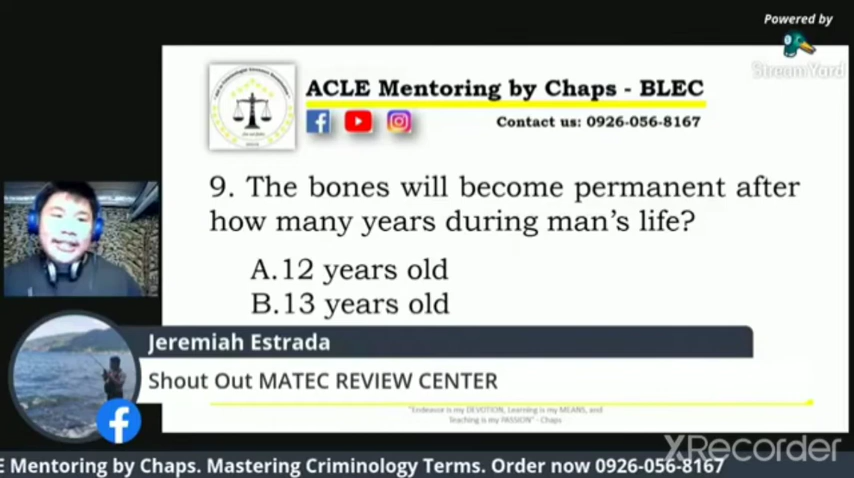 Powered by
StreamYard
ACLE Mentoring by Chaps - BLEC
Contact us: 0926-056-8167
9. The bones will become permanent after
how many years during man's life?
A.12 years old
B.13 years old
Jeremiah Estrada
Shout Out MATEC REVIEW CENTER
"Endeavor is my DEVOTION, Learning is my MEANS, and
Teaching is my PASSION" - Chaps
XRecorder
E Mentoring by Chaps. Mastering Criminology Terms. Order now 0926-056-8167